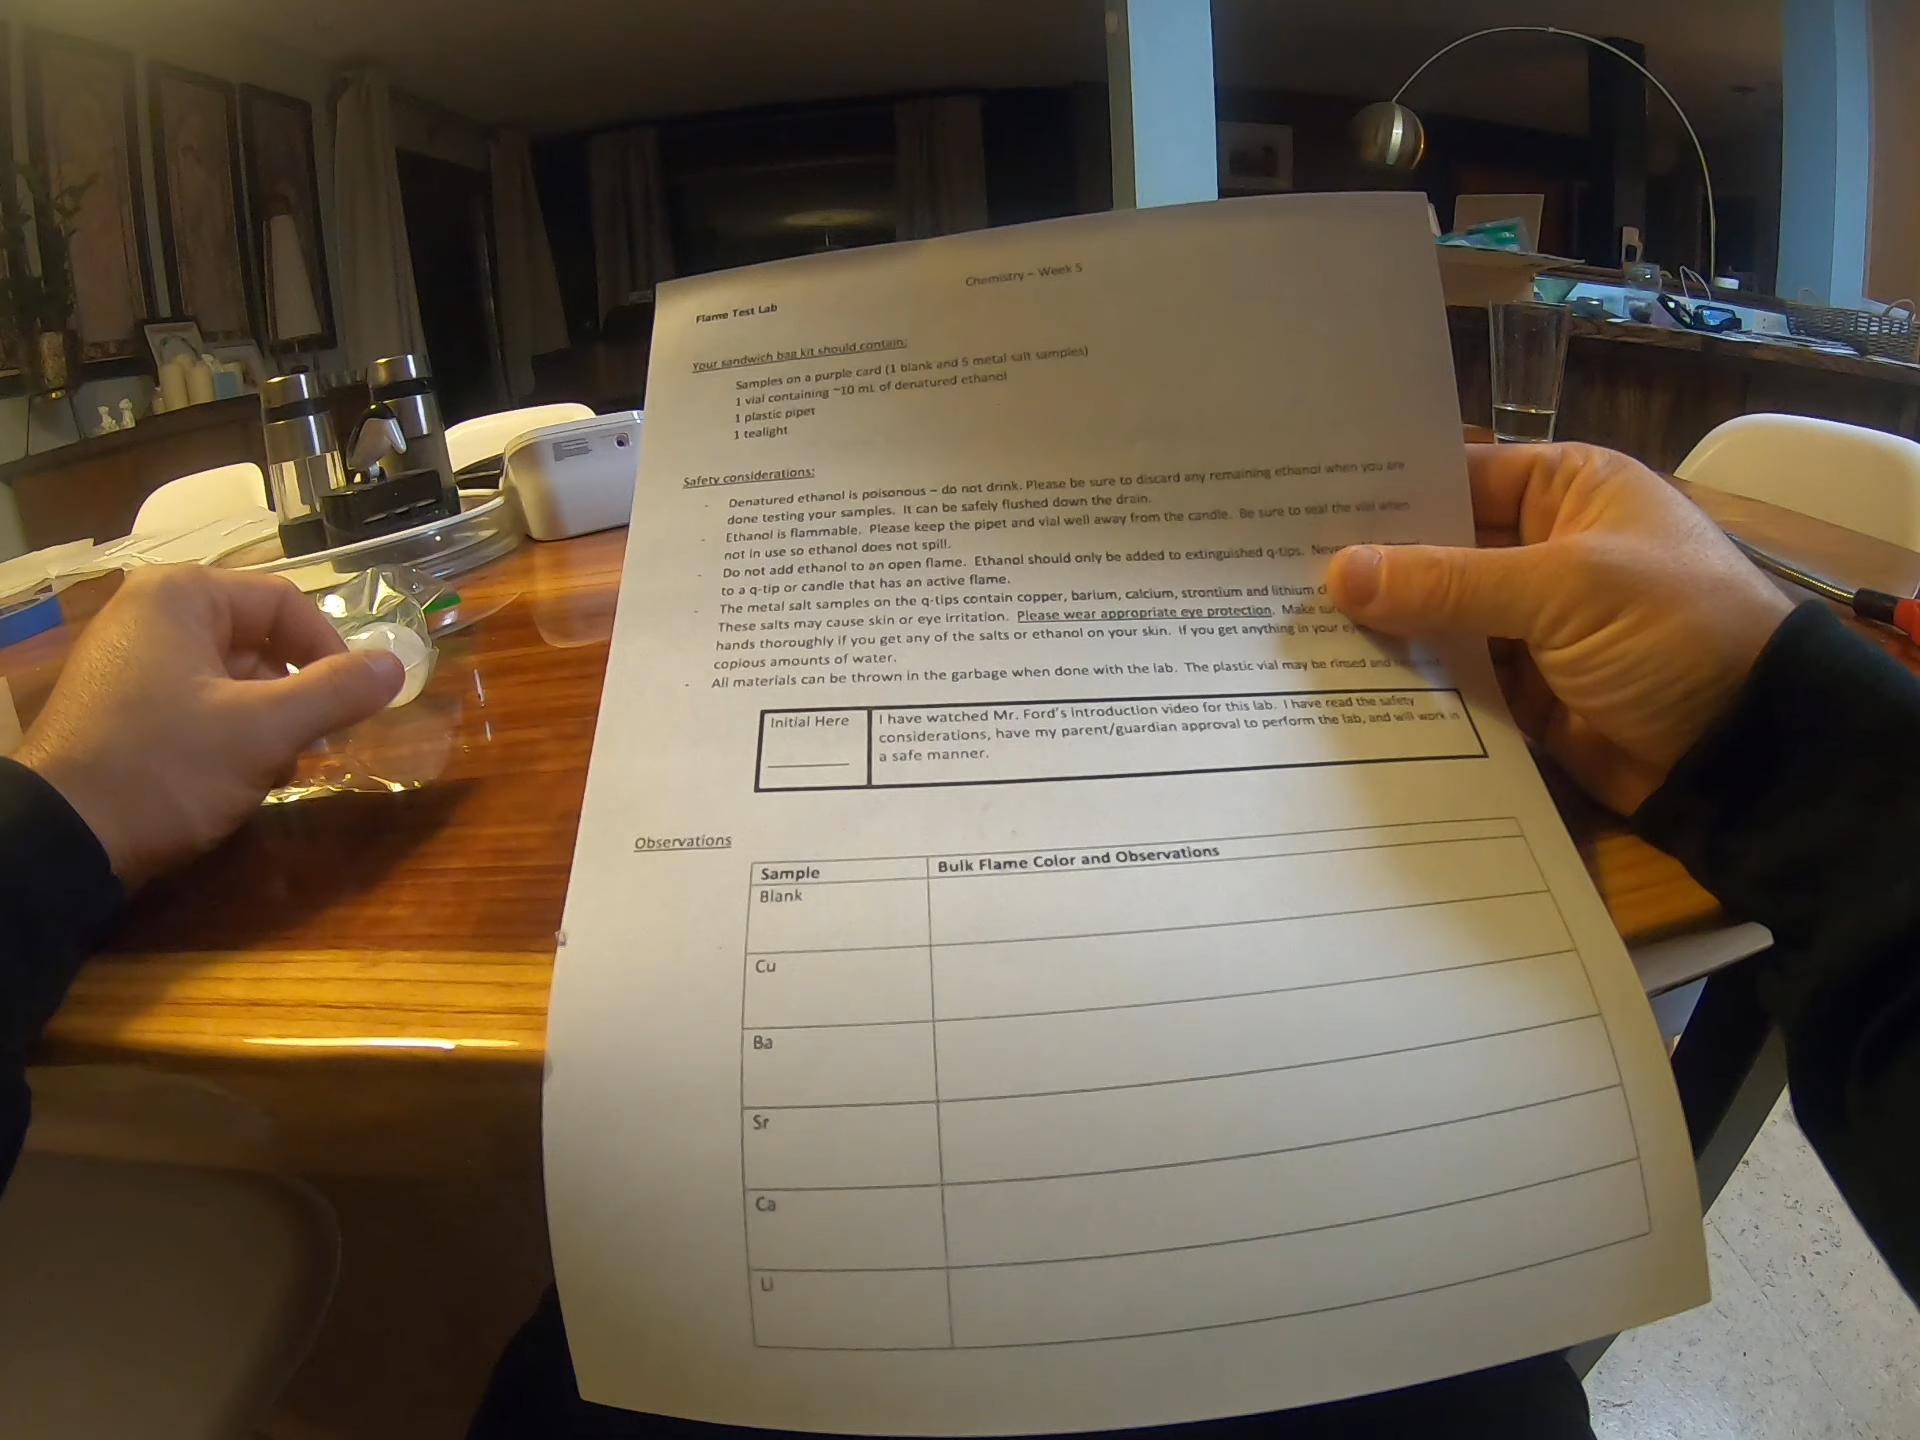 Chemistry – Week 5
Flame Test Lab
Your sandwich bag kit should contain:
Samples on a purple card (1 blank and 5 metal salt samples)
1 vial containing ~10 mL of denatured ethanol
1 plastic pipet
1 tealight
Safety considerations:
- Denatured ethanol is poisonous – do not drink. Please be sure to discard any remaining ethanol when you are
done testing your samples. It can be safely flushed down the drain.
- Ethanol is flammable. Please keep the pipet and vial well away from the candle. Be sure to seal the vial when
not in use so ethanol does not spill.
- Do not add ethanol to an open flame. Ethanol should only be added to extinguished q-tips.
to a q-tip or candle that has an active flame.
- The metal salt samples on the q-tips contain copper, barium, calcium, strontium and lithium
These salts may cause skin or eye irritation. Please wear appropriate eye protection. Make
hands thoroughly if you get any of the salts or ethanol on your skin. If you get anything in your
copious amounts of water.
- All materials can be thrown in the garbage when done with the lab. The plastic vial may be rinsed and
Initial Here
I have watched Mr. Ford's introduction video for this lab. I have read the safety
considerations, have my parent/guardian approval to perform the lab, and will work in
a safe manner.
Observations
Sample Bulk Flame Color and Observations
Blank
Cu
Ba
Sr
Ca
Li